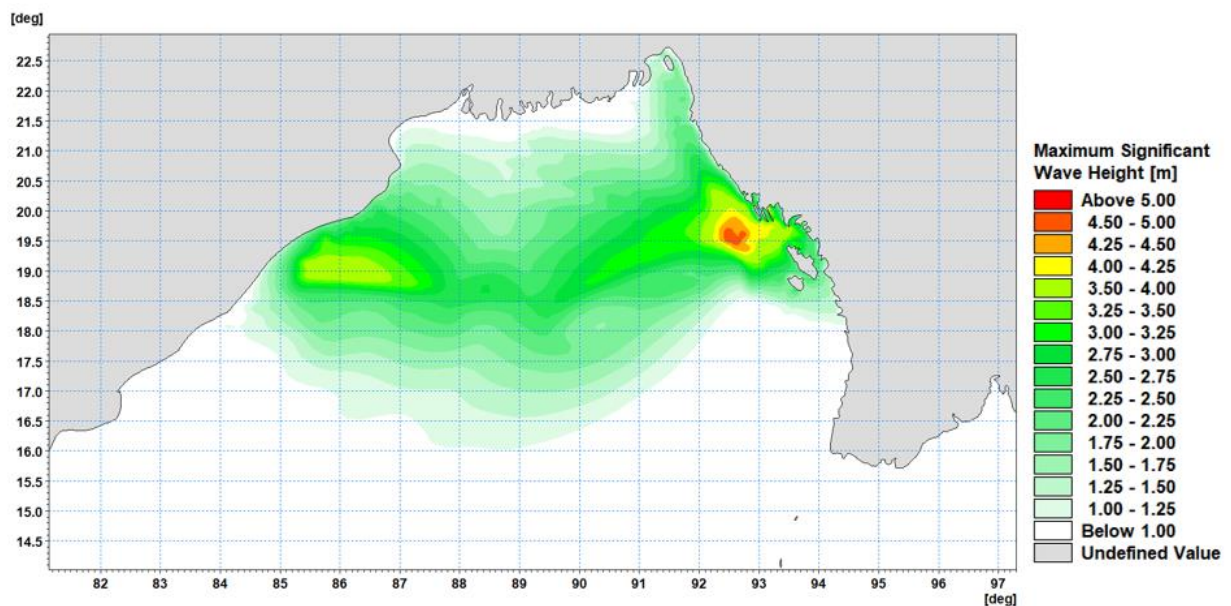 [deg]
22.5
22.0
21.5
21.0
20.5
20.0
19.5
19.0
18.5
18.0
17.5
17.0
16.5
16.0
15.5
15.0
14.5
82 83 84 85 86 87 88 89 90 91 92 93 94 95 96 97
[deg]
Maximum Significant
Wave Height [m]
Above 5.00
4.50 - 5.00
4.25 - 4.50
4.00 - 4.25
3.50 - 4.00
3.25 - 3.50
3.00 - 3.25
2.75 - 3.00
2.50 - 2.75
2.25 - 2.50
2.00 - 2.25
1.75 - 2.00
1.50 - 1.75
1.25 - 1.50
1.00 - 1.25
Below 1.00
Undefined Value